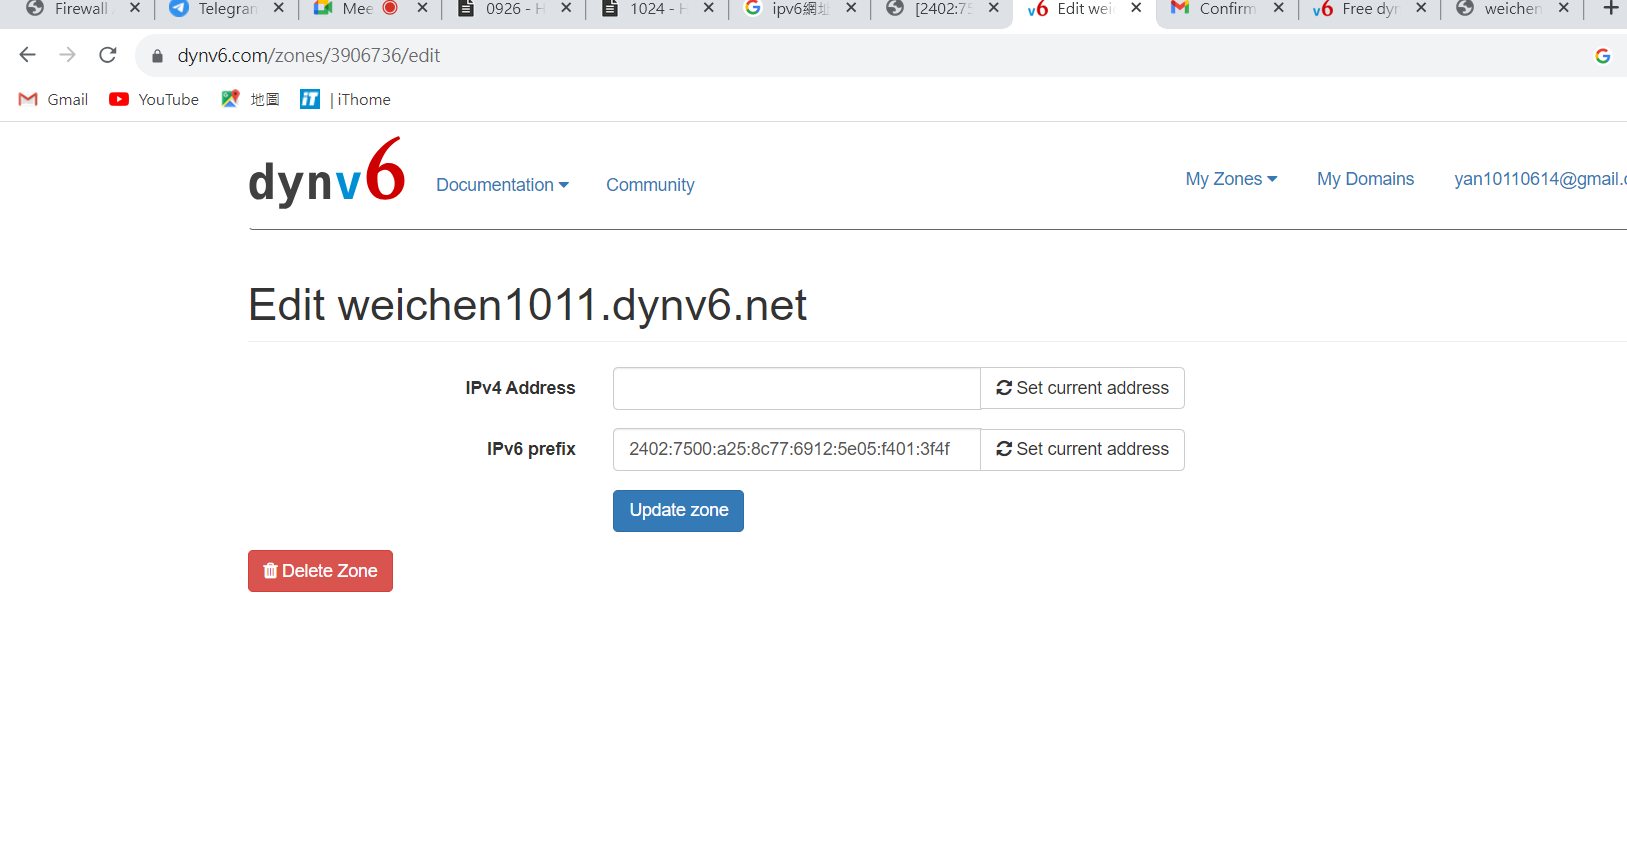 Firewall
Telegran
Mee
0926 - H
1024 - H
ipv6網址
[2402:75
Edit wei
Confirm
Free dyn
weichen
dynv6.com/zones/3906736/edit
Gmail
YouTube
地圖
| iThome
dynv6
Documentation
Community
My Zones
My Domains
yan10110614@gmail.
Edit weichen1011.dynv6.net
IPv4 Address
Set current address
IPv6 prefix
2402:7500:a25:8c77:6912:5e05:f401:3f4f
Set current address
Update zone
Delete Zone